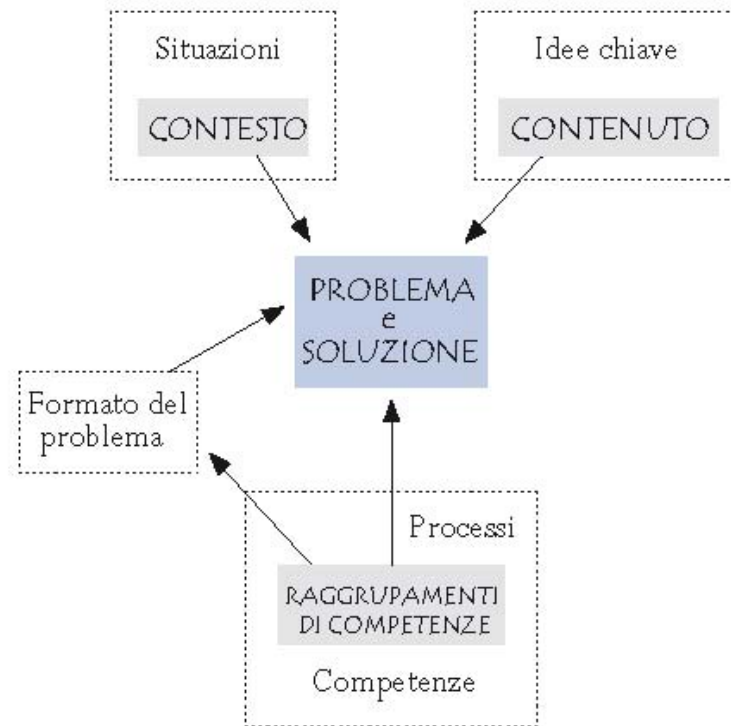 Situazioni
CONTESTO
Idee chiave
CONTENUTO
PROBLEMA
e
SOLUZIONE
Formato del
problema
Processi
RAGGRUPAMENTI
DI COMPETENZE
Competenze